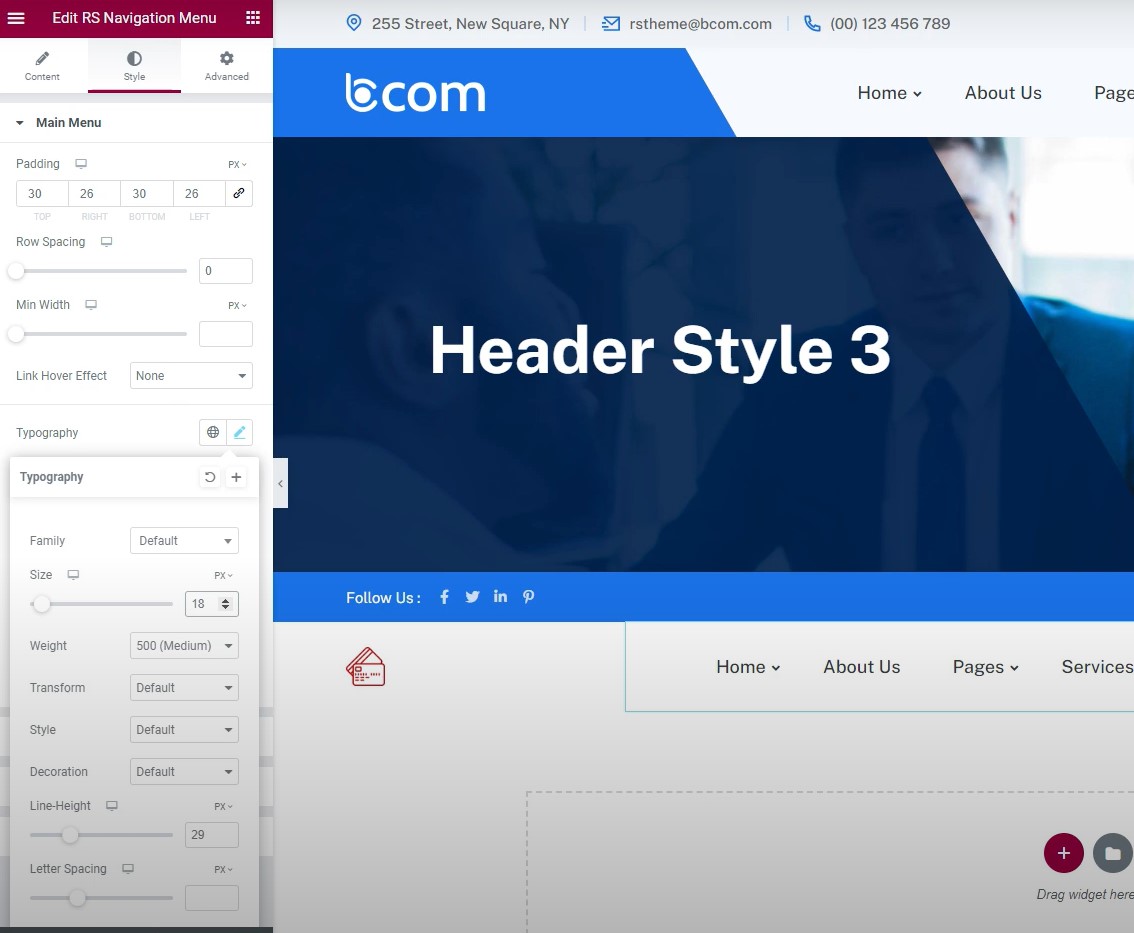 Edit RS Navigation Menu
Content
Style
Advanced
Main Menu
Padding
PX
30
26
30
26
TOP
RIGHT
BOTTOM
LEFT
Row Spacing
0
Min Width
PX
Link Hover Effect
None
Typography
Typography
Family
Default
Size
PX
18
Weight
500 (Medium)
Transform
Default
Style
Default
Decoration
Default
Line-Height
PX
29
Letter Spacing
PX
255 Street, New Square, NY
rstheme@bcom.com
(00) 123 456 789
bcom
Home
About Us
Page
Header Style 3
Follow Us :
Home
About Us
Pages
Services
Drag widget here